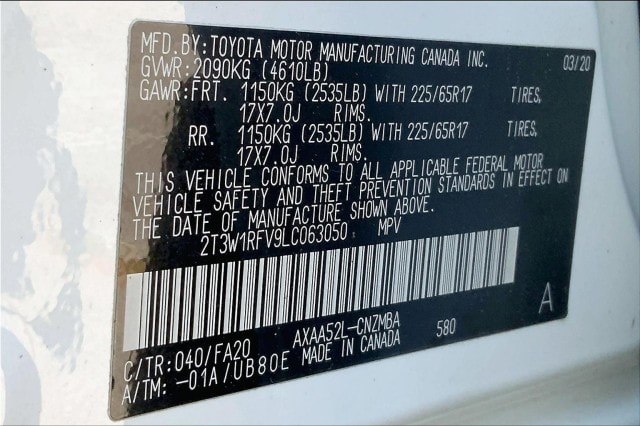 MFD.BY:TOYOTA MOTOR MANUFACTURING CANADA INC. 03/20
GVWR:2090KG (4610LB)
GAWR:FRT. 1150KG (2535LB) WITH 225/65R17 TIRES,
17X7.0J RIMS.
RR. 1150KG (2535LB) WITH 225/65R17 TIRES,
17X7.0J RIMS.
THIS VEHICLE CONFORMS TO ALL APPLICABLE FEDERAL MOTOR
VEHICLE SAFETY AND THEFT PREVENTION STANDARDS IN EFFECT ON
THE DATE OF MANUFACTURE SHOWN ABOVE.
2T3W1RFV9LC063050 MPV
A
C/TR:040/FA20 AXAA52L-CNZMBA 580
A/TM: -01A/UB80E MADE IN CANADA